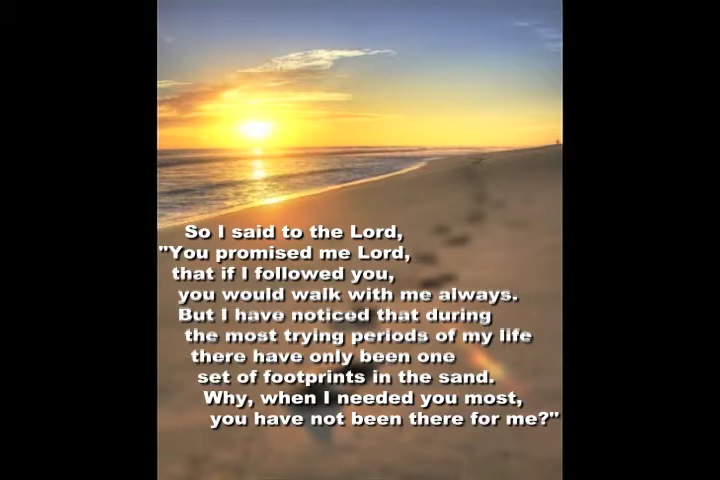 So I said to the Lord,
"You promised me Lord,
that if I followed you,
you would walk with me always.
But I have noticed that during
the most trying periods of my life
there have only been one
set of footprints in the sand.
Why, when I needed you most,
you have not been there for me?"